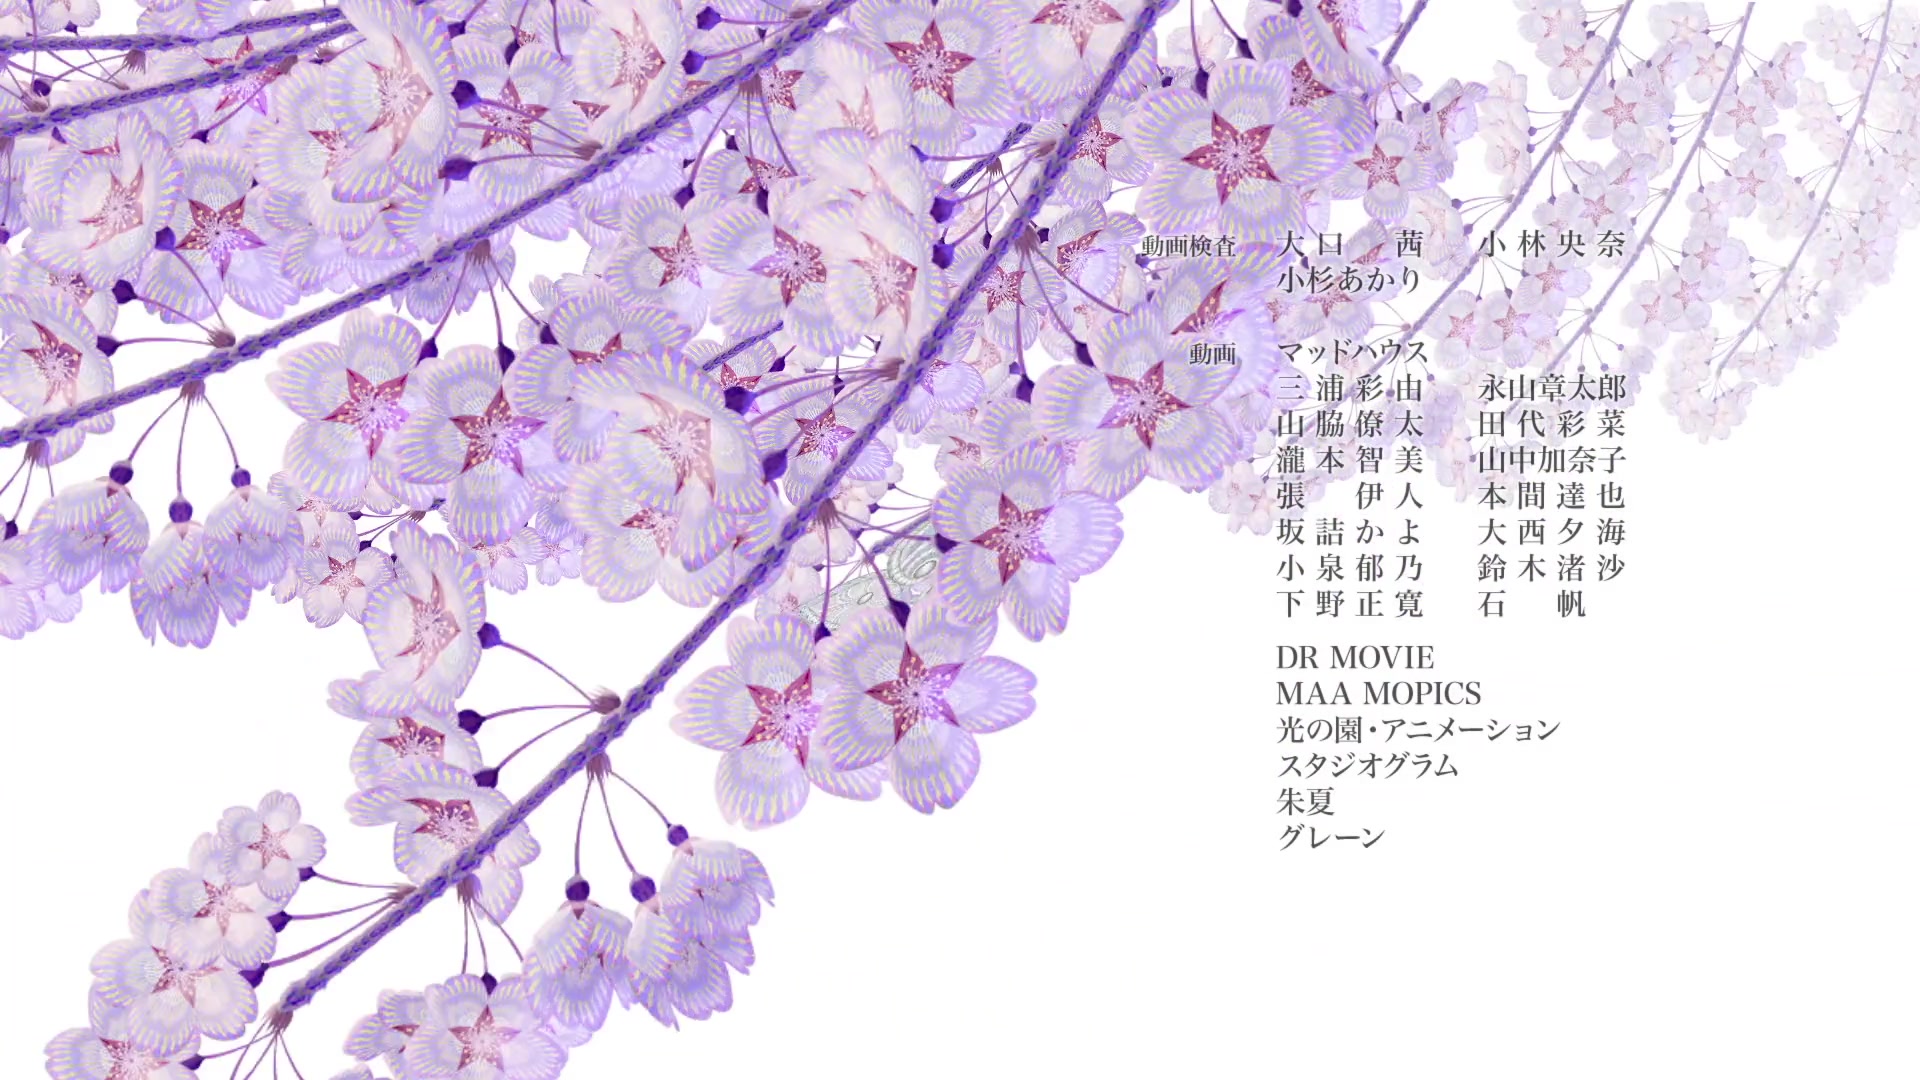 動画検査 大口 茜 小林央奈
小杉あかり
動画 マッドハウス
三浦彩由 永山章太郎
山脇僚太 田代彩菜
瀧本智美 山中加奈子
張 伊人 本間達也
坂詰かよ 大西夕海
小泉郁乃 鈴木渚沙
下野正寛 石 帆
DR MOVIE
MAA MOPICS
光の園・アニメーション
スタジオグラム
朱夏
グレーン